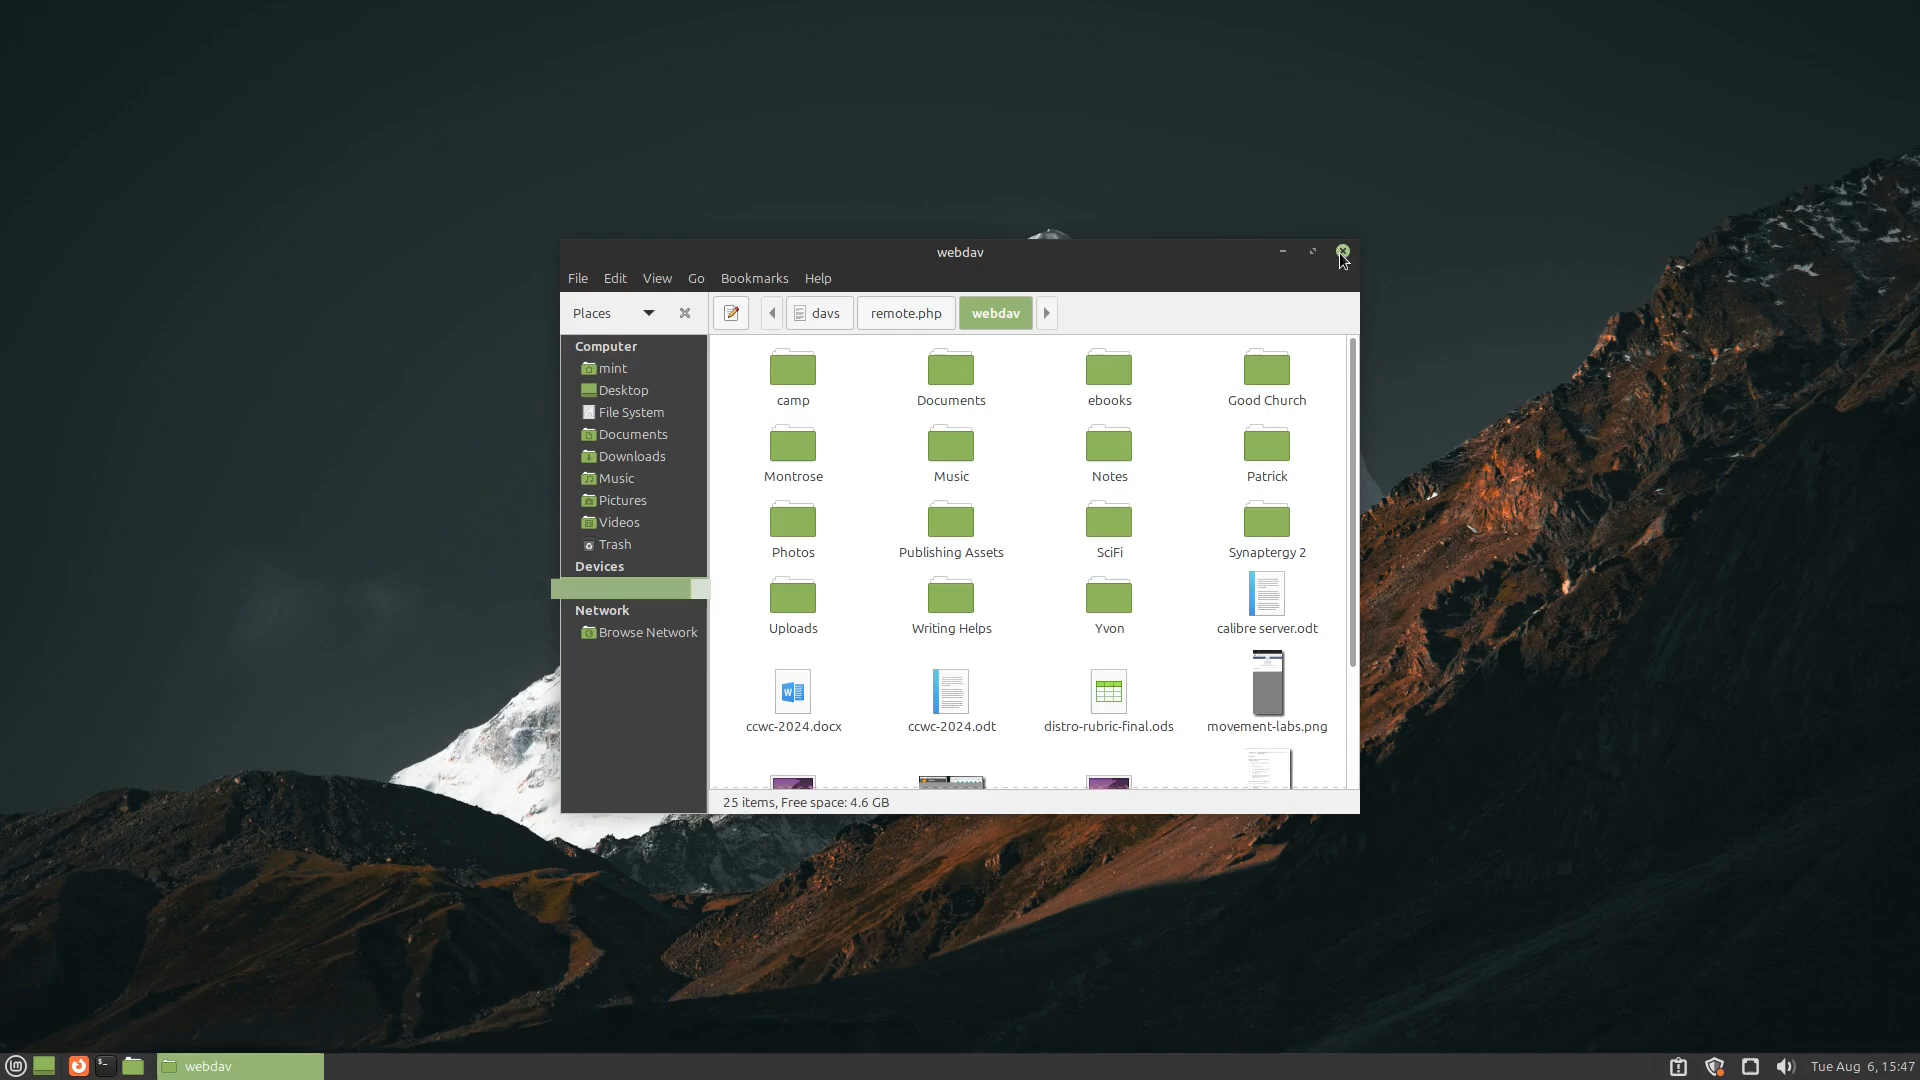 webdav
File Edit View Go Bookmarks Help
Places
davs remote.php webdav
Computer
mint
Desktop
File System
Documents
Downloads
Music
Pictures
Videos
Trash
Devices
Network
Browse Network
camp Documents ebooks Good Church
Montrose Music Notes Patrick
Photos Publishing Assets SciFi Synaptergy 2
Uploads Writing Helps Yvon calibre server.odt
ccwc-2024.docx ccwc-2024.odt distro-rubric-final.ods movement-labs.png
25 items, Free space: 4.6 GB
webdav
Tue Aug 6, 15:47